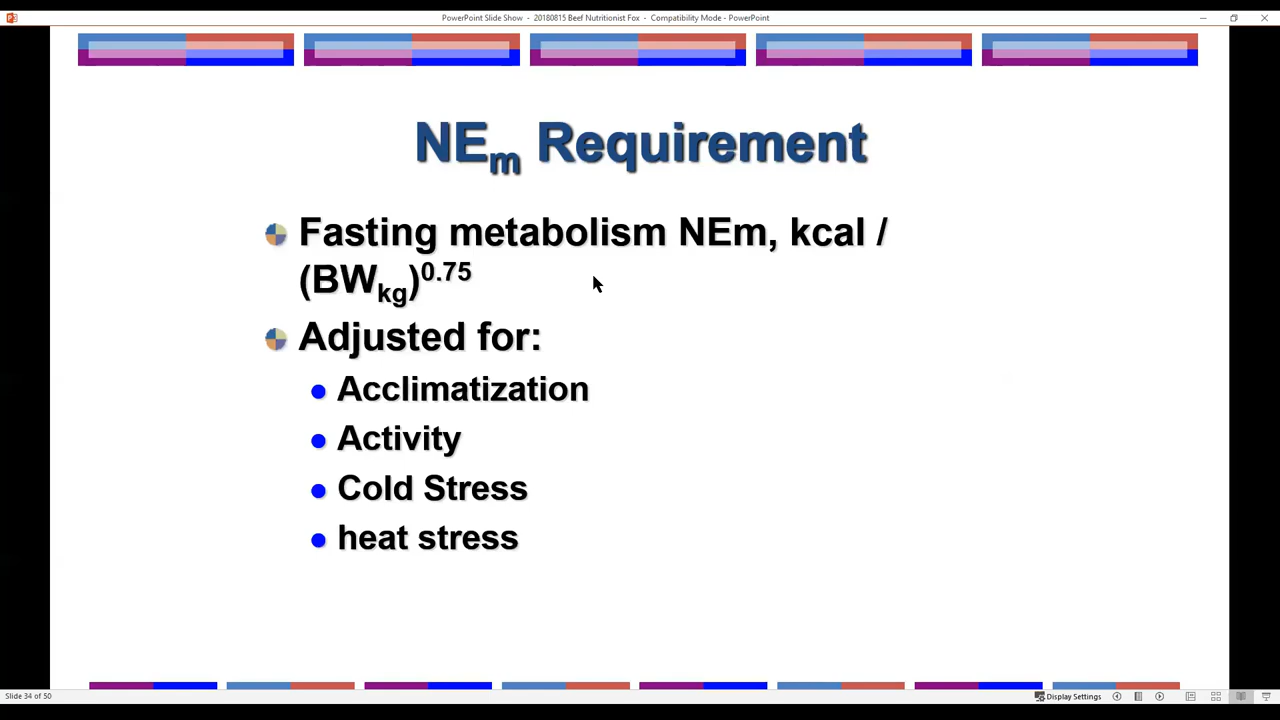 PowerPoint Slide Show - 20180815 Beef Nutritionist Fox - Compatibility Mode - PowerPoint
NEm Requirement
Fasting metabolism NEm, kcal /
(BWkg)0.75
Adjusted for:
Acclimatization
Activity
Cold Stress
heat stress
Slide 34 of 50
Display Settings